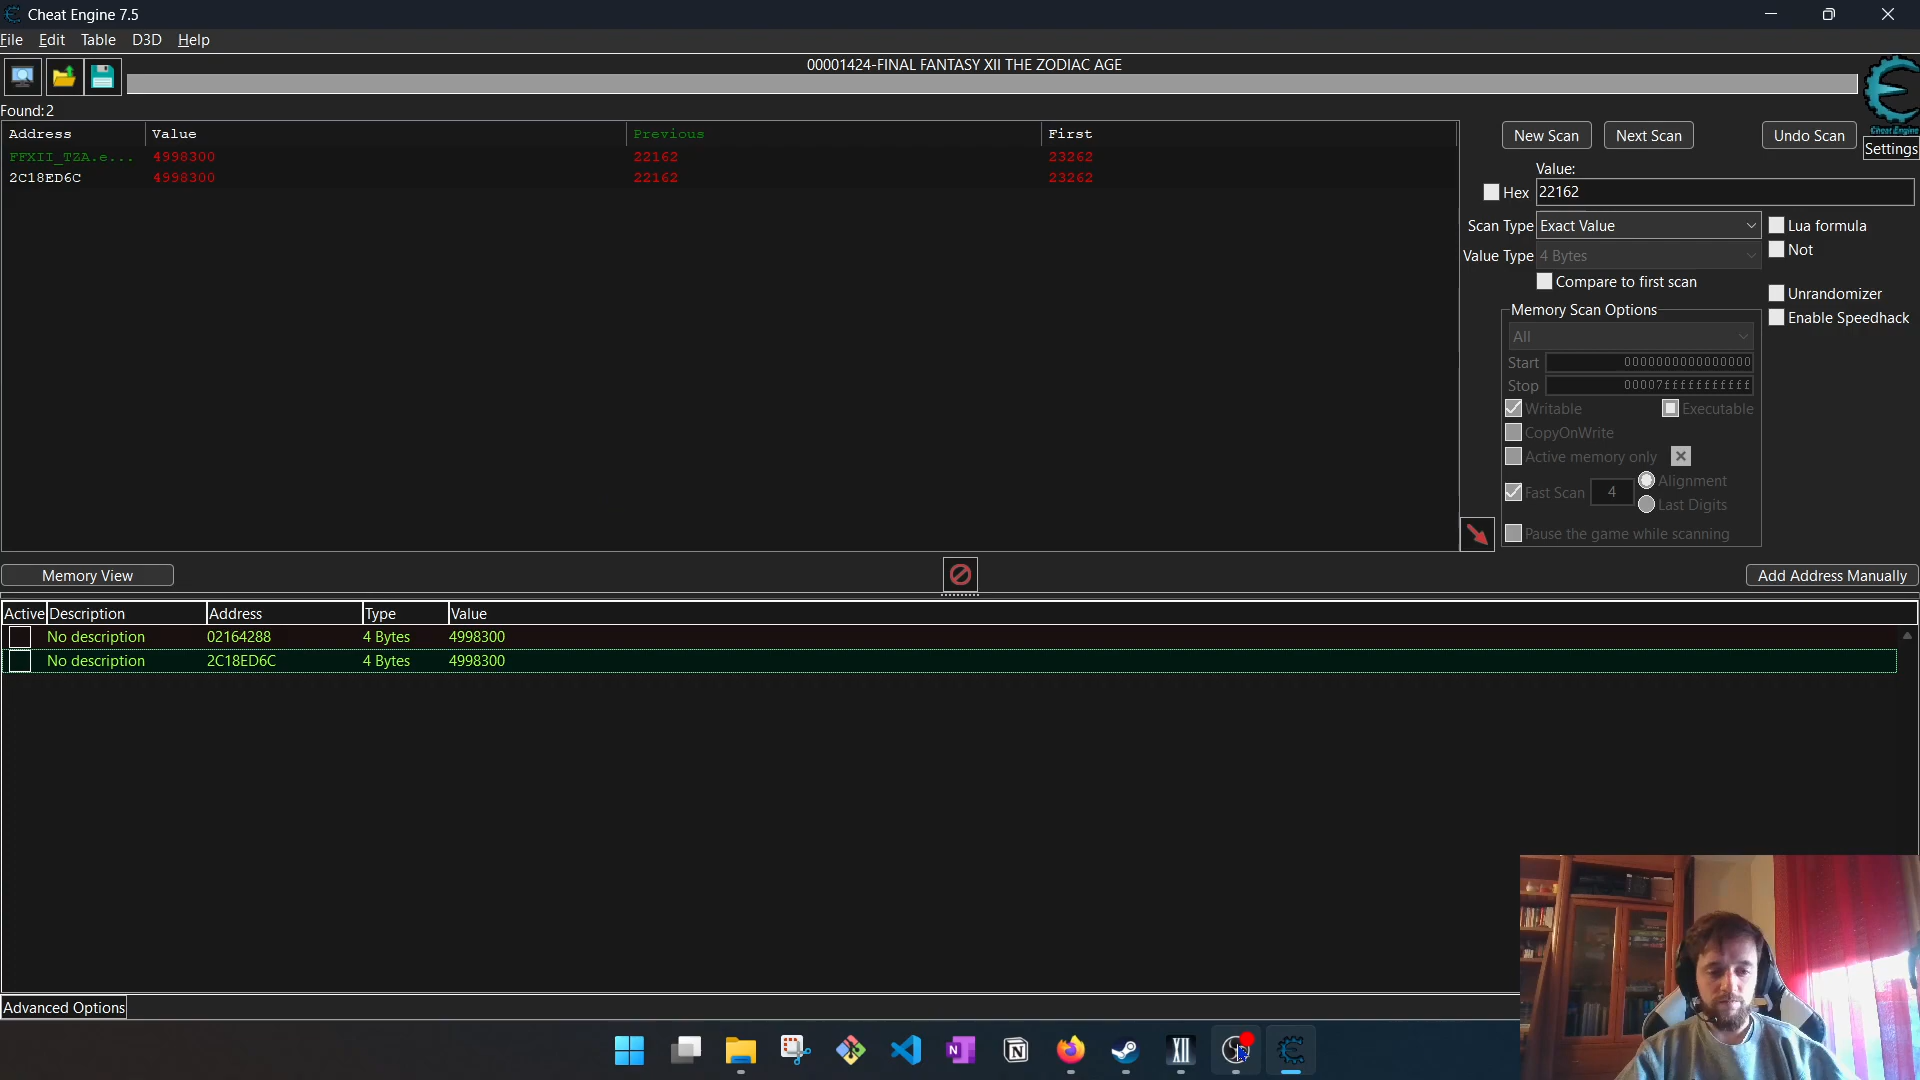 Cheat Engine 7.5
File Edit Table D3D Help
00001424-FINAL FANTASY XII THE ZODIAC AGE
Found:2
Address Value Previous First
FFXII_TZA.e... 4998300 22162 23262
2C18ED6C 4998300 22162 23262
Cheat Engine
Settings
New Scan Next Scan Undo Scan
Value:
Hex 22162
Scan Type Exact Value Lua formula
Not
Value Type 4 Bytes
Compare to first scan
Unrandomizer
Enable Speedhack
Memory Scan Options
All
Start 0000000000000000
Stop 00007fffffffffff
Writable Executable
CopyOnWrite
Active memory only
Fast Scan 4 Alignment
Last Digits
Pause the game while scanning
Memory View Add Address Manually
Active Description Address Type Value
No description 02164288 4 Bytes 4998300
No description 2C18ED6C 4 Bytes 4998300
Advanced Options
N N XII